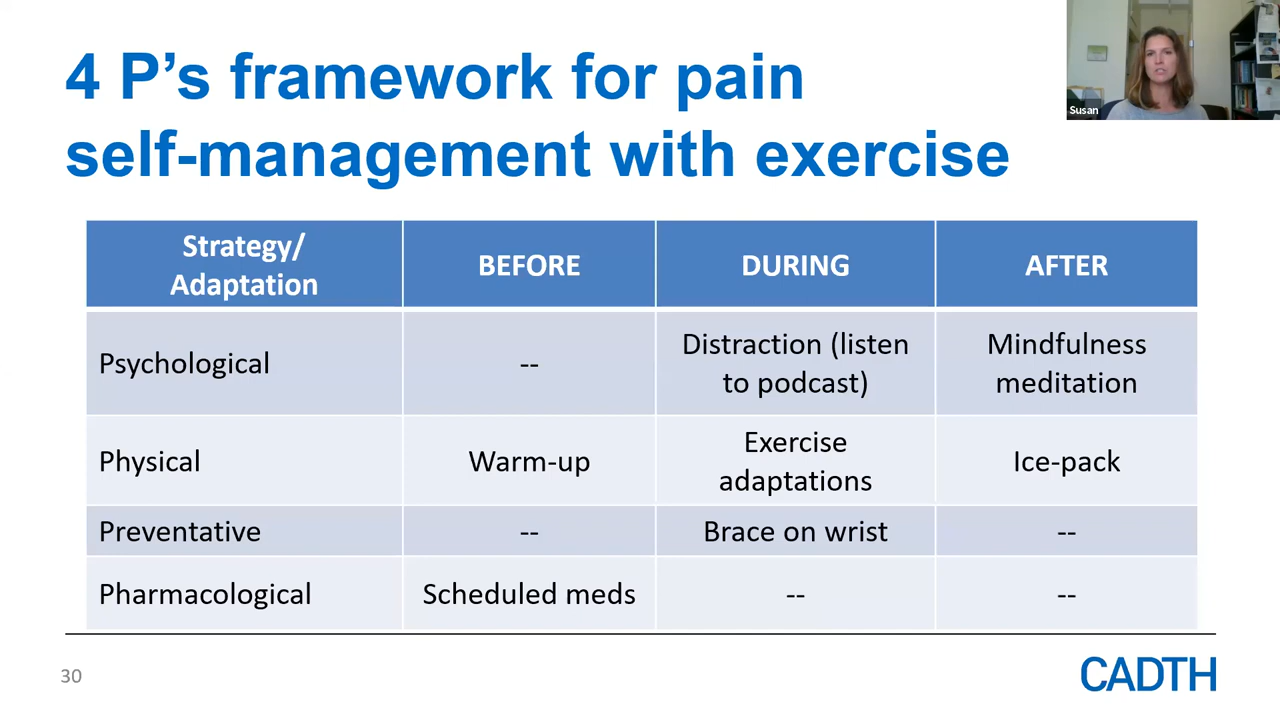 4 P’s framework for pain
self-management with exercise
Susan
Strategy/
Adaptation
BEFORE
DURING
AFTER
Psychological
--
Distraction (listen
to podcast)
Mindfulness
meditation
Physical
Warm-up
Exercise
adaptations
Ice-pack
Preventative
--
Brace on wrist
--
Pharmacological
Scheduled meds
--
--
30
CADTH